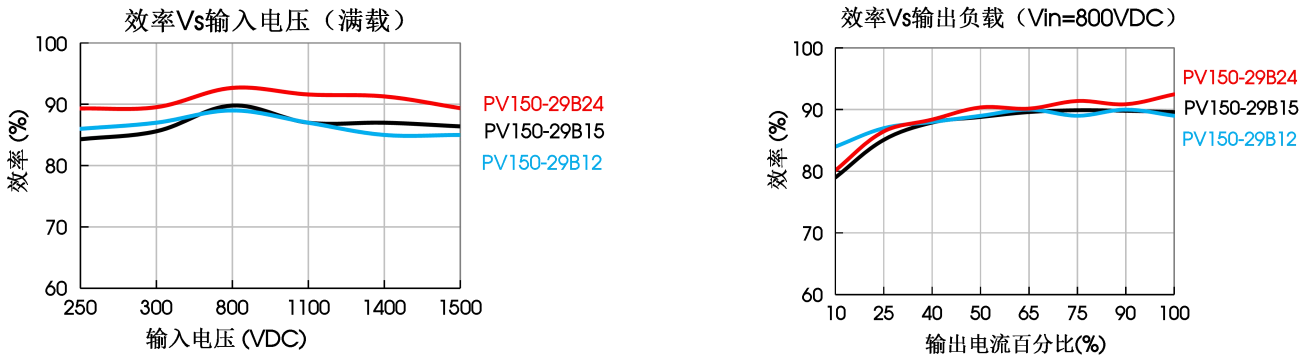 效率Vs输入电压（满载）
100
90
80
70
60
效率 (%)
250 300 800 1100 1400 1500
输入电压 (VDC)
PV150-29B24
PV150-29B15
PV150-29B12
效率Vs输出负载（Vin=800VDC）
100
90
80
70
60
效率 (%)
10 25 40 50 65 75 90 100
输出电流百分比(%)
PV150-29B24
PV150-29B15
PV150-29B12